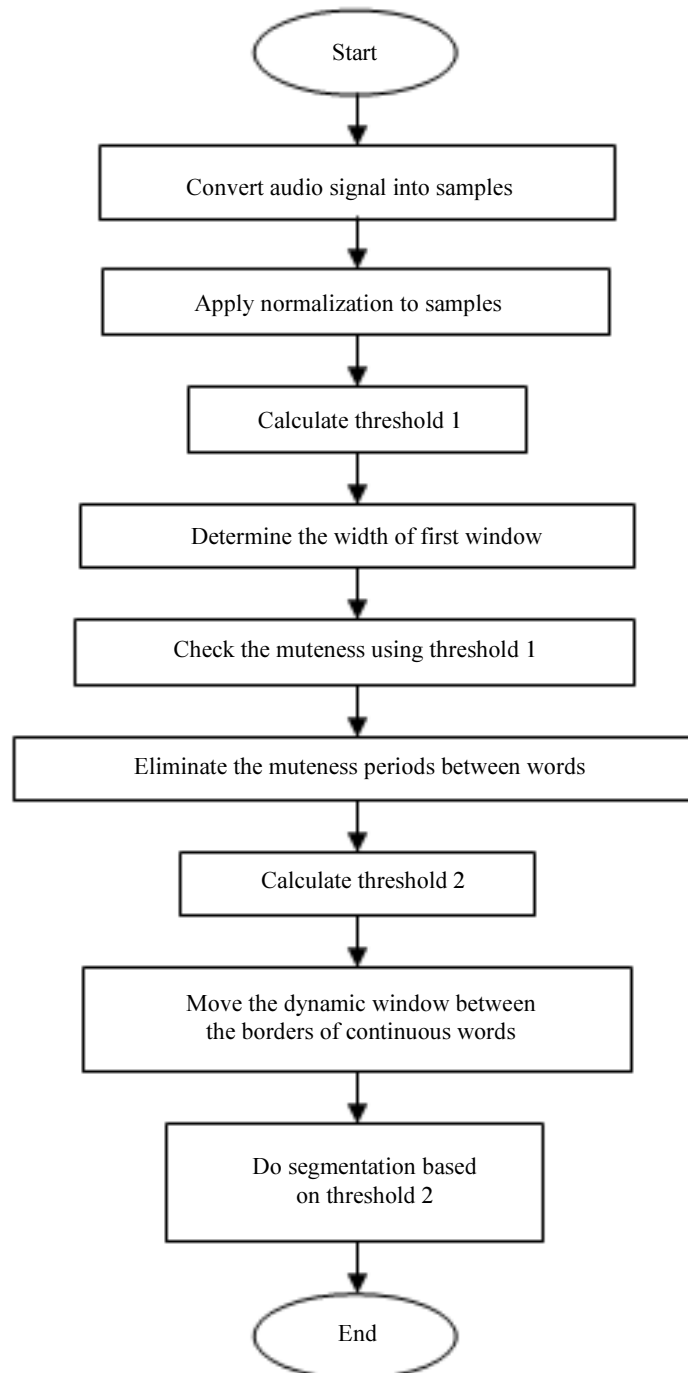 Start
Convert audio signal into samples
Apply normalization to samples
Calculate threshold 1
Determine the width of first window
Check the muteness using threshold 1
Eliminate the muteness periods between words
Calculate threshold 2
Move the dynamic window between
the borders of continuous words
Do segmentation based
on threshold 2
End